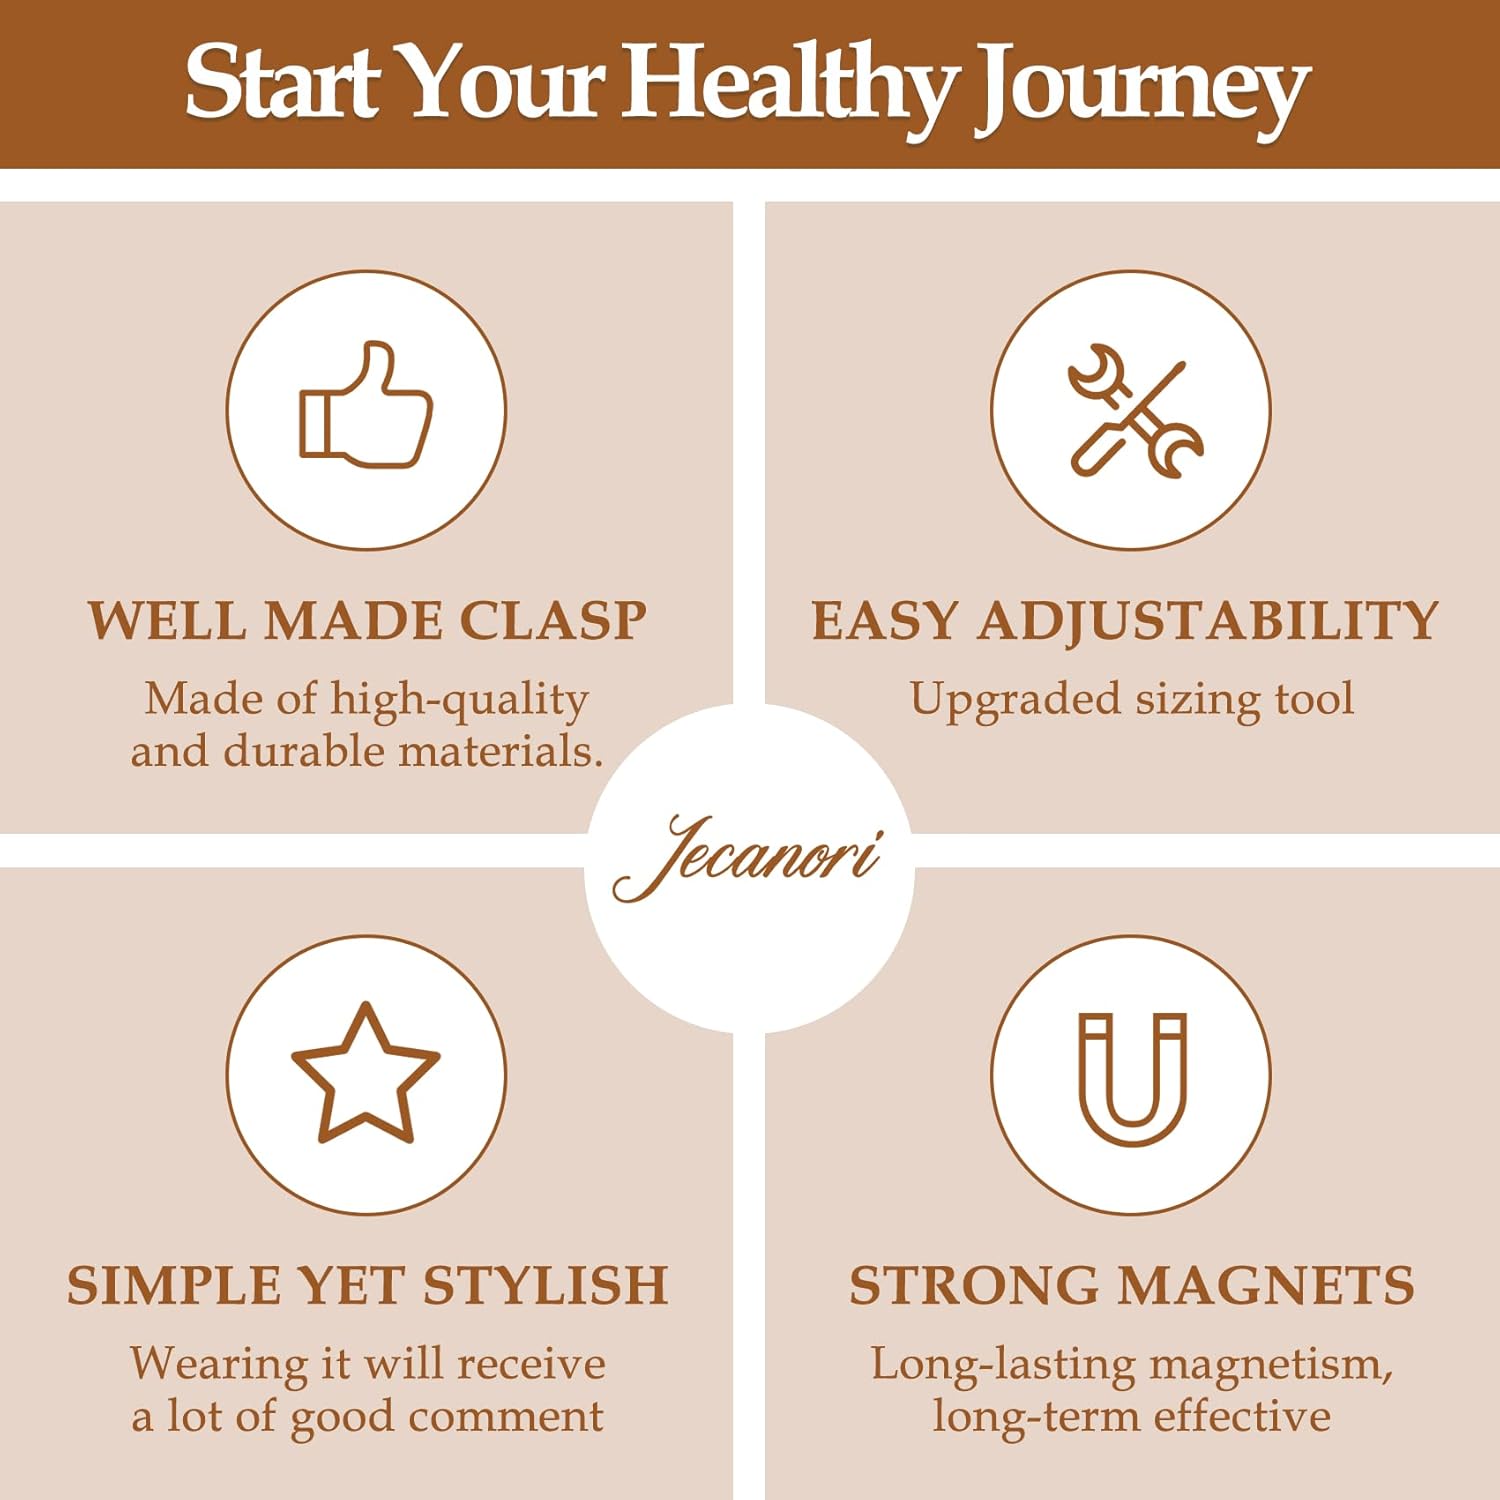 Start Your Healthy Journey
WELL MADE CLASP
Made of high-quality
and durable materials.
EASY ADJUSTABILITY
Upgraded sizing tool
Jecanori
SIMPLE YET STYLISH
Wearing it will receive
a lot of good comment
STRONG MAGNETS
Long-lasting magnetism,
long-term effective